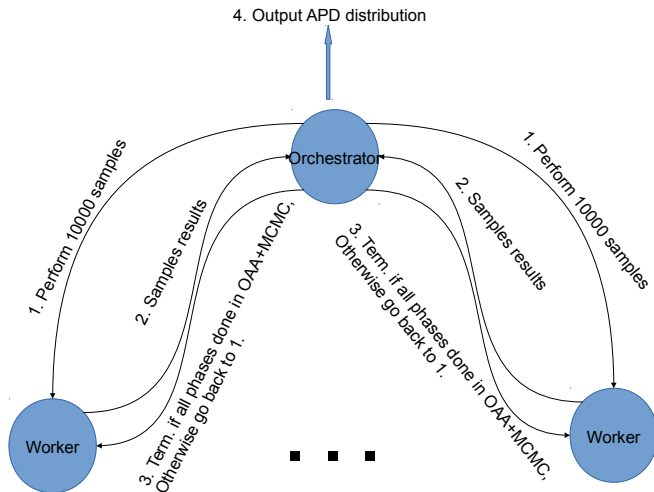 4. Output APD distribution
Orchestrator
1. Perform 10000 samples
2. Samples results
3. Term. if all phases done in OAA+MCMC,
Otherwise go back to 1.
1. Perform 10000 samples
2. Samples results
3. Term. if all phases done in OAA+MCMC,
Otherwise go back to 1.
Worker
Worker